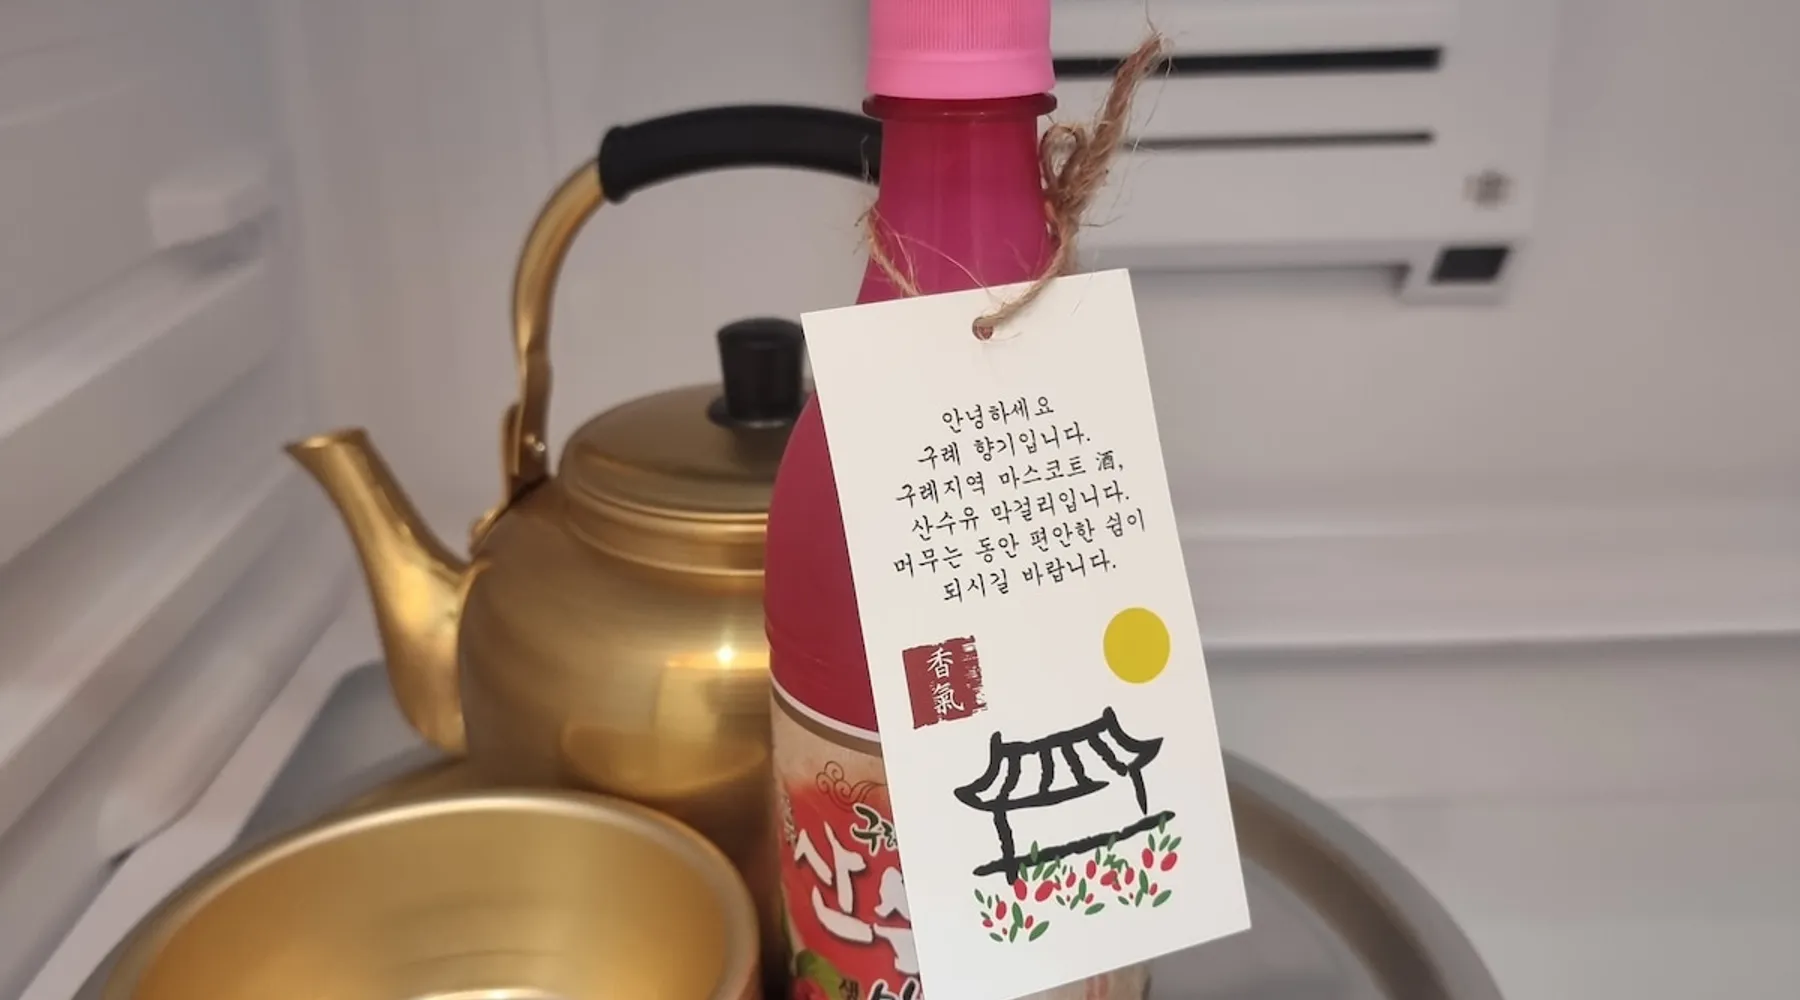 안녕하세요
구례 향기입니다.
구례지역 마스코트 酒,
산수유 막걸리입니다.
머무는 동안 편안한 쉼이
되시길 바랍니다.
香
氣
산